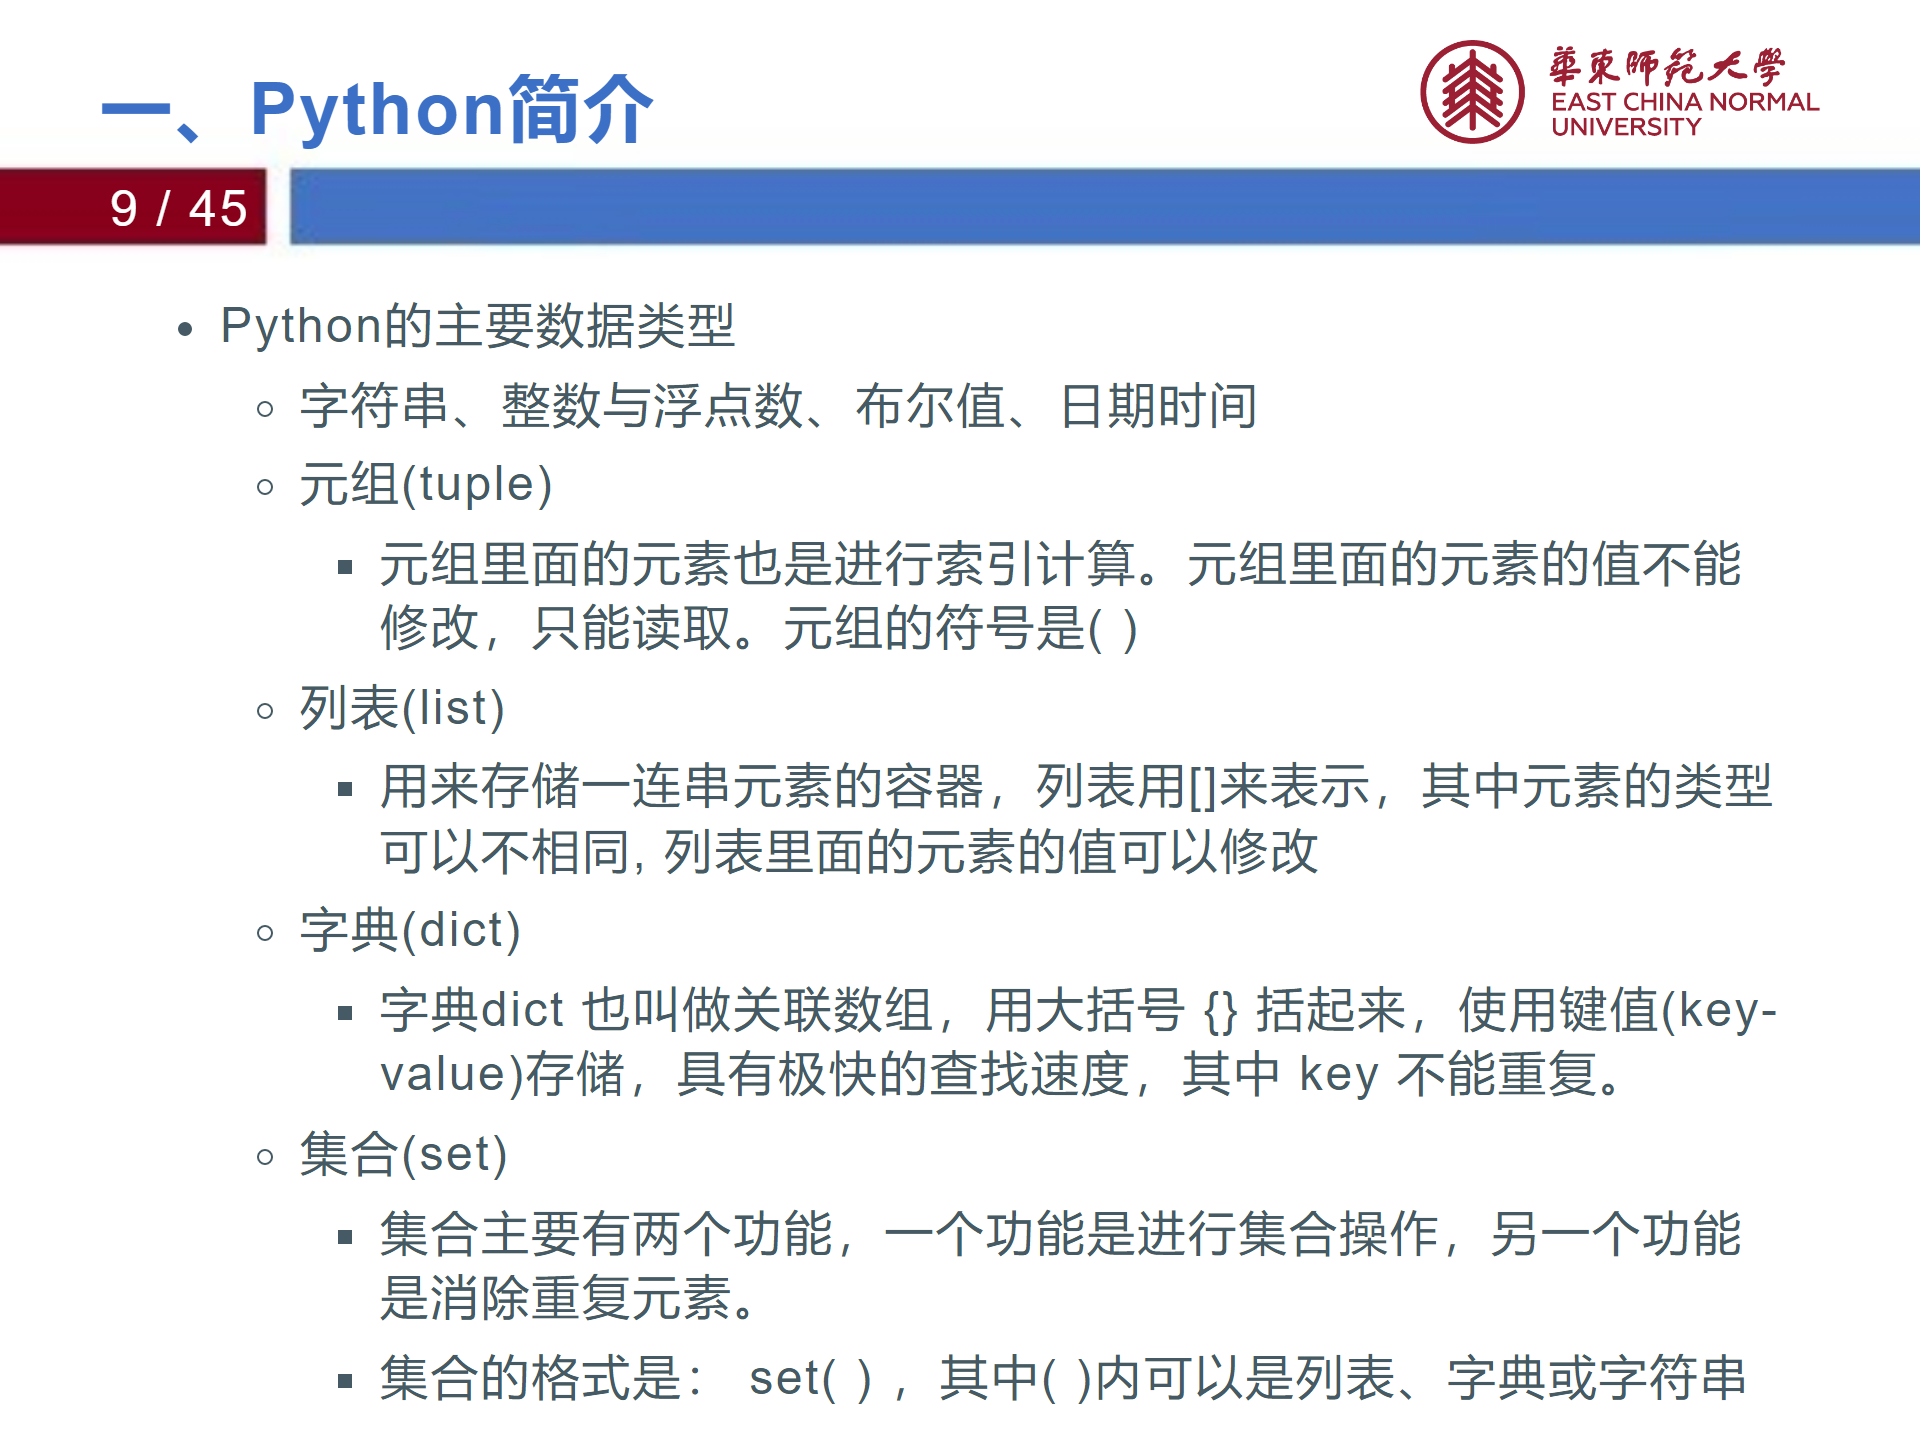 一、Python简介
華東師範大學
EAST CHINA NORMAL
UNIVERSITY
9 / 45
• Python的主要数据类型
○ 字符串、整数与浮点数、布尔值、日期时间
○ 元组(tuple)
▪ 元组里面的元素也是进行索引计算。元组里面的元素的值不能
修改，只能读取。元组的符号是( )
○ 列表(list)
▪ 用来存储一连串元素的容器，列表用[]来表示，其中元素的类型
可以不相同, 列表里面的元素的值可以修改
○ 字典(dict)
▪ 字典dict 也叫做关联数组，用大括号 {} 括起来，使用键值(key-
value)存储，具有极快的查找速度，其中 key 不能重复。
○ 集合(set)
▪ 集合主要有两个功能，一个功能是进行集合操作，另一个功能
是消除重复元素。
▪ 集合的格式是： set( ) ，其中( )内可以是列表、字典或字符串